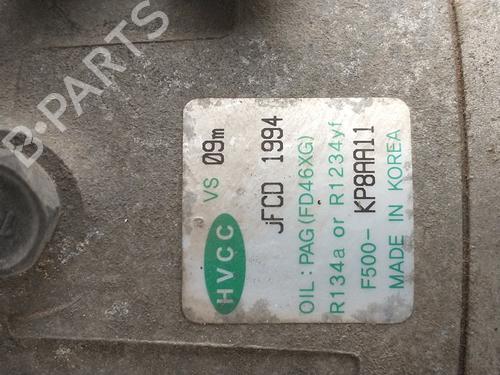 HVCC
VS 09m
jFCD 1994
OIL : PAG (FD46XG)
R134a or R1234yf
F500- KP8AA11
MADE IN KOREA
B-PARTS